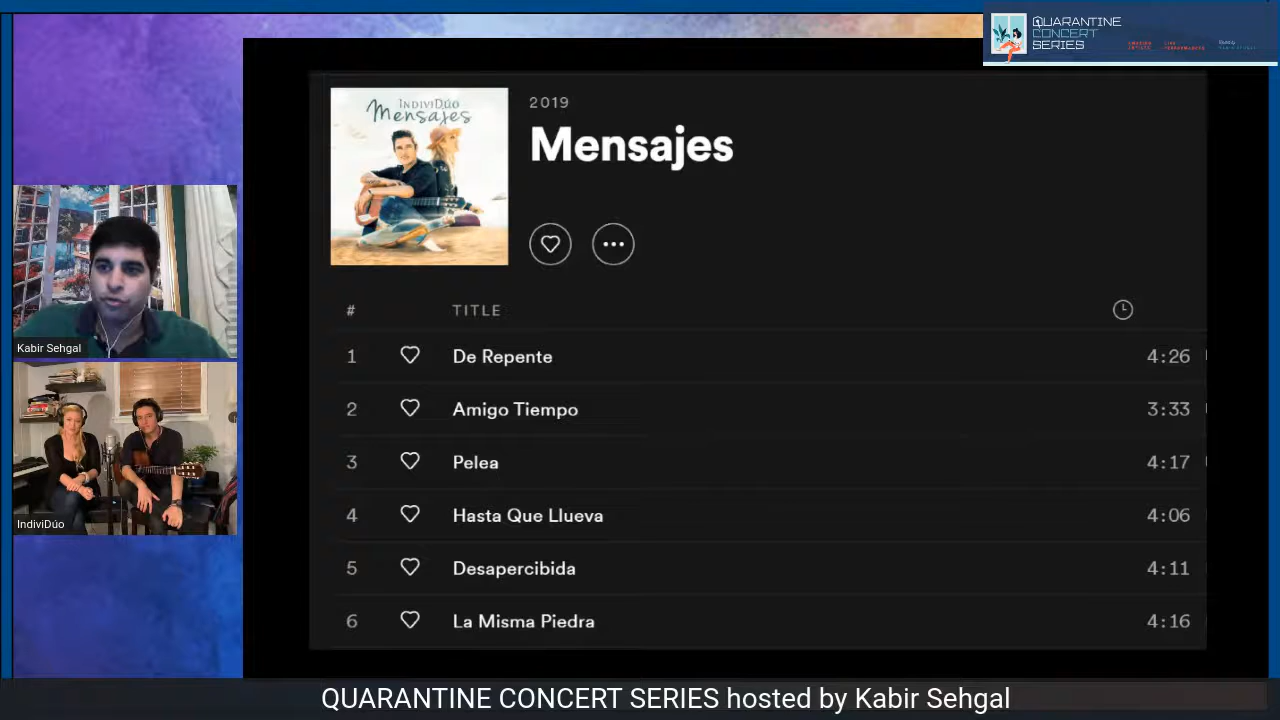 QUARANTINE
CONCERT
SERIES
INDIVIDÚO
Mensajes
2019
Mensajes
# TITLE
1 De Repente 4:26
2 Amigo Tiempo 3:33
3 Pelea 4:17
4 Hasta Que Llueva 4:06
5 Desapercibida 4:11
6 La Misma Piedra 4:16
Kabir Sehgal
IndiviDúo
QUARANTINE CONCERT SERIES hosted by Kabir Sehgal